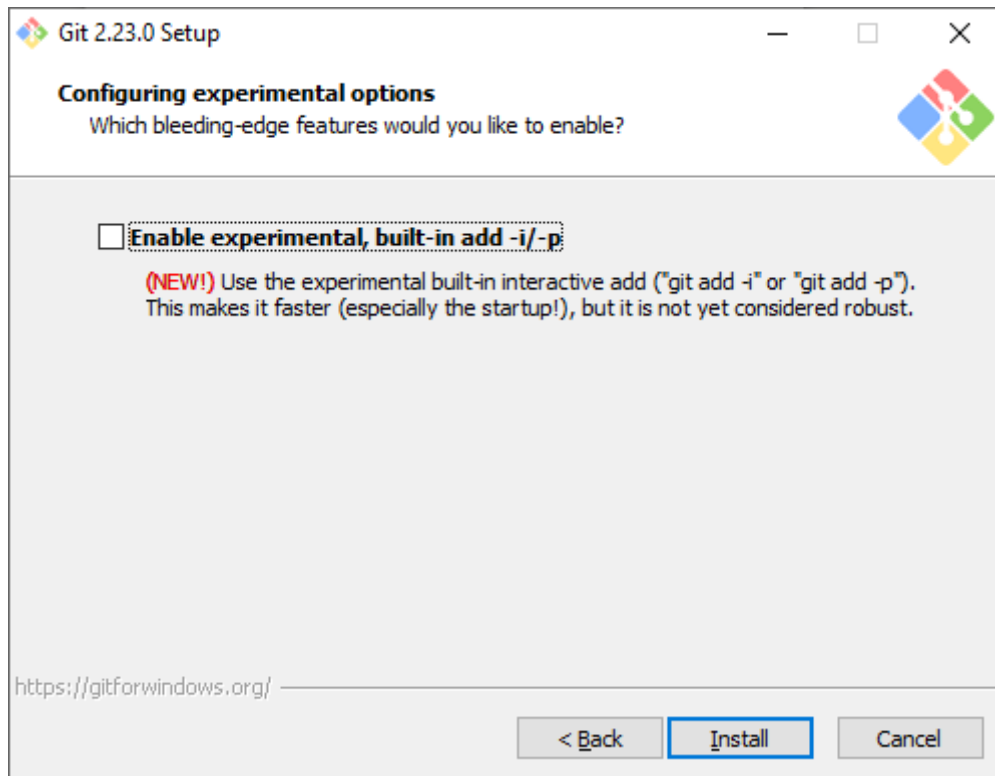 Git 2.23.0 Setup
Configuring experimental options
Which bleeding-edge features would you like to enable?
Enable experimental, built-in add -i/-p
(NEW!) Use the experimental built-in interactive add ("git add -i" or "git add -p").
This makes it faster (especially the startup!), but it is not yet considered robust.
https://gitforwindows.org/
< Back
Install
Cancel